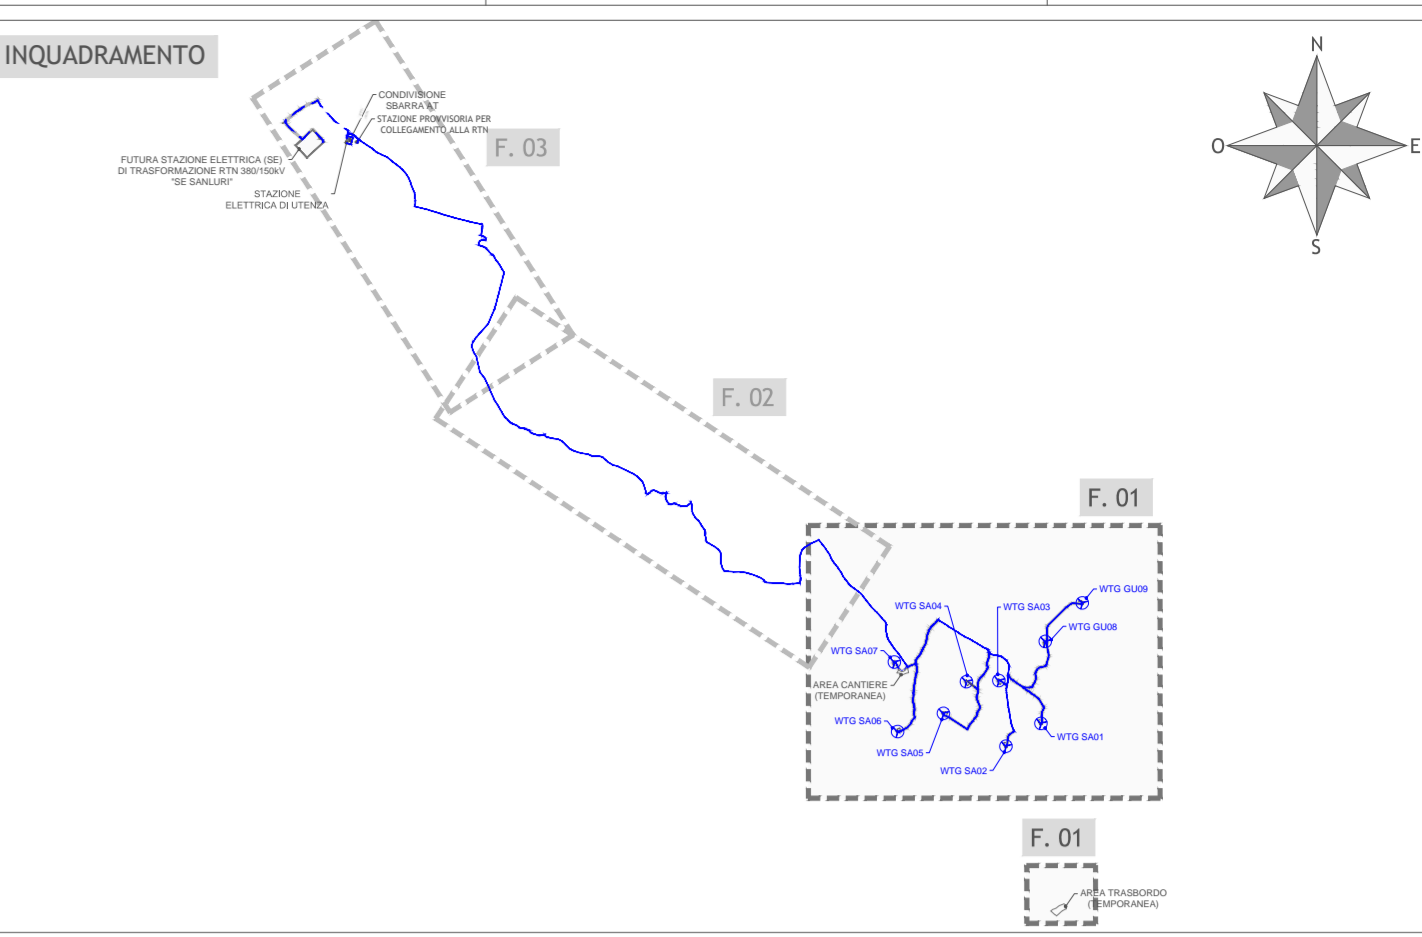 INQUADRAMENTO
N
O
E
S
CONDIVISIONE
SBARRA AT
STAZIONE PROVVISORIA PER
COLLEGAMENTO ALLA RTN
F. 03
FUTURA STAZIONE ELETTRICA (SE)
DI TRASFORMAZIONE RTN 380/150kV
"SE SANLURI"
STAZIONE
ELETTRICA DI UTENZA
F. 02
F. 01
WTG GU09
WTG SA04
WTG SA03
WTG GU08
WTG SA07
AREA CANTIERE
(TEMPORANEA)
WTG SA06
WTG SA05
WTG SA01
WTG SA02
F. 01
AREA TRASBORDO
(TEMPORANEA)